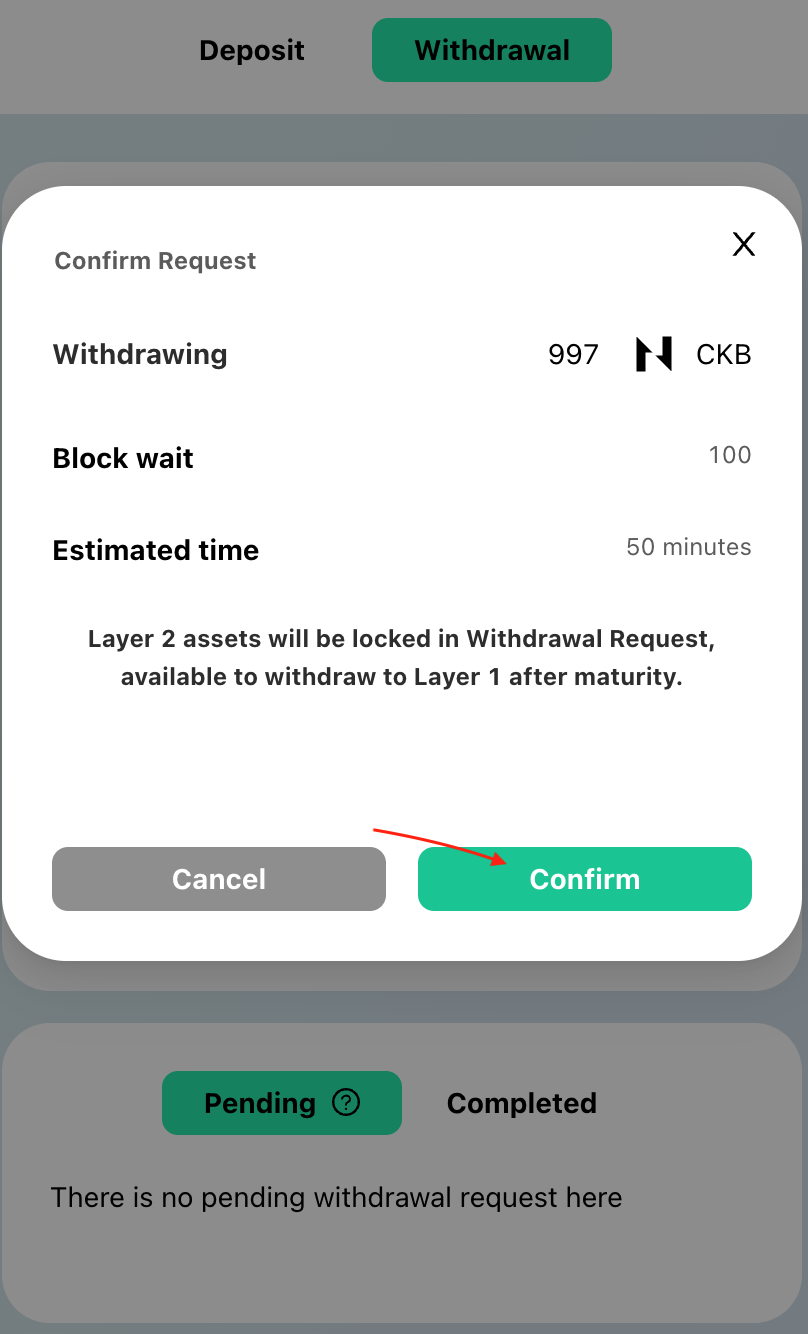 Deposit Withdrawal
Confirm Request X
Withdrawing 997 CKB
Block wait 100
Estimated time 50 minutes
Layer 2 assets will be locked in Withdrawal Request,
available to withdraw to Layer 1 after maturity.
Cancel Confirm
Pending ? Completed
There is no pending withdrawal request here